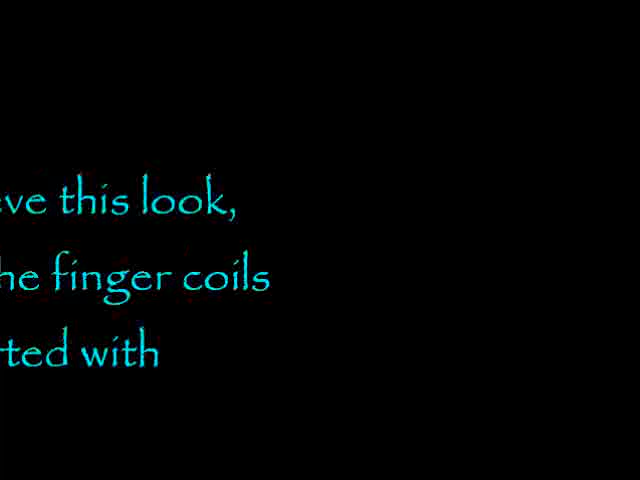 eve this look,
he finger coils
rted with